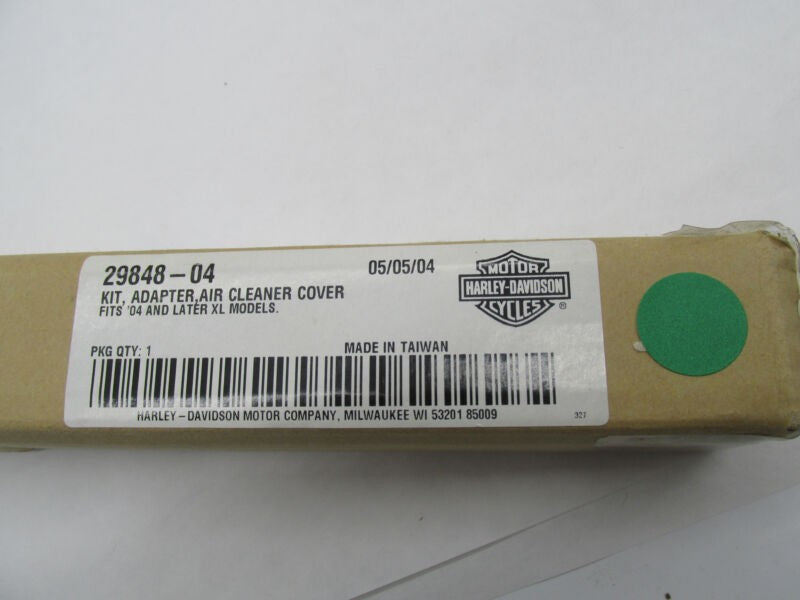 29848-04 05/05/04
KIT, ADAPTER,AIR CLEANER COVER
FITS '04 AND LATER XL MODELS.
MOTOR
HARLEY-DAVIDSON
CYCLES ®
PKG QTY: 1 MADE IN TAIWAN
HARLEY-DAVIDSON MOTOR COMPANY, MILWAUKEE WI 53201 85009 327